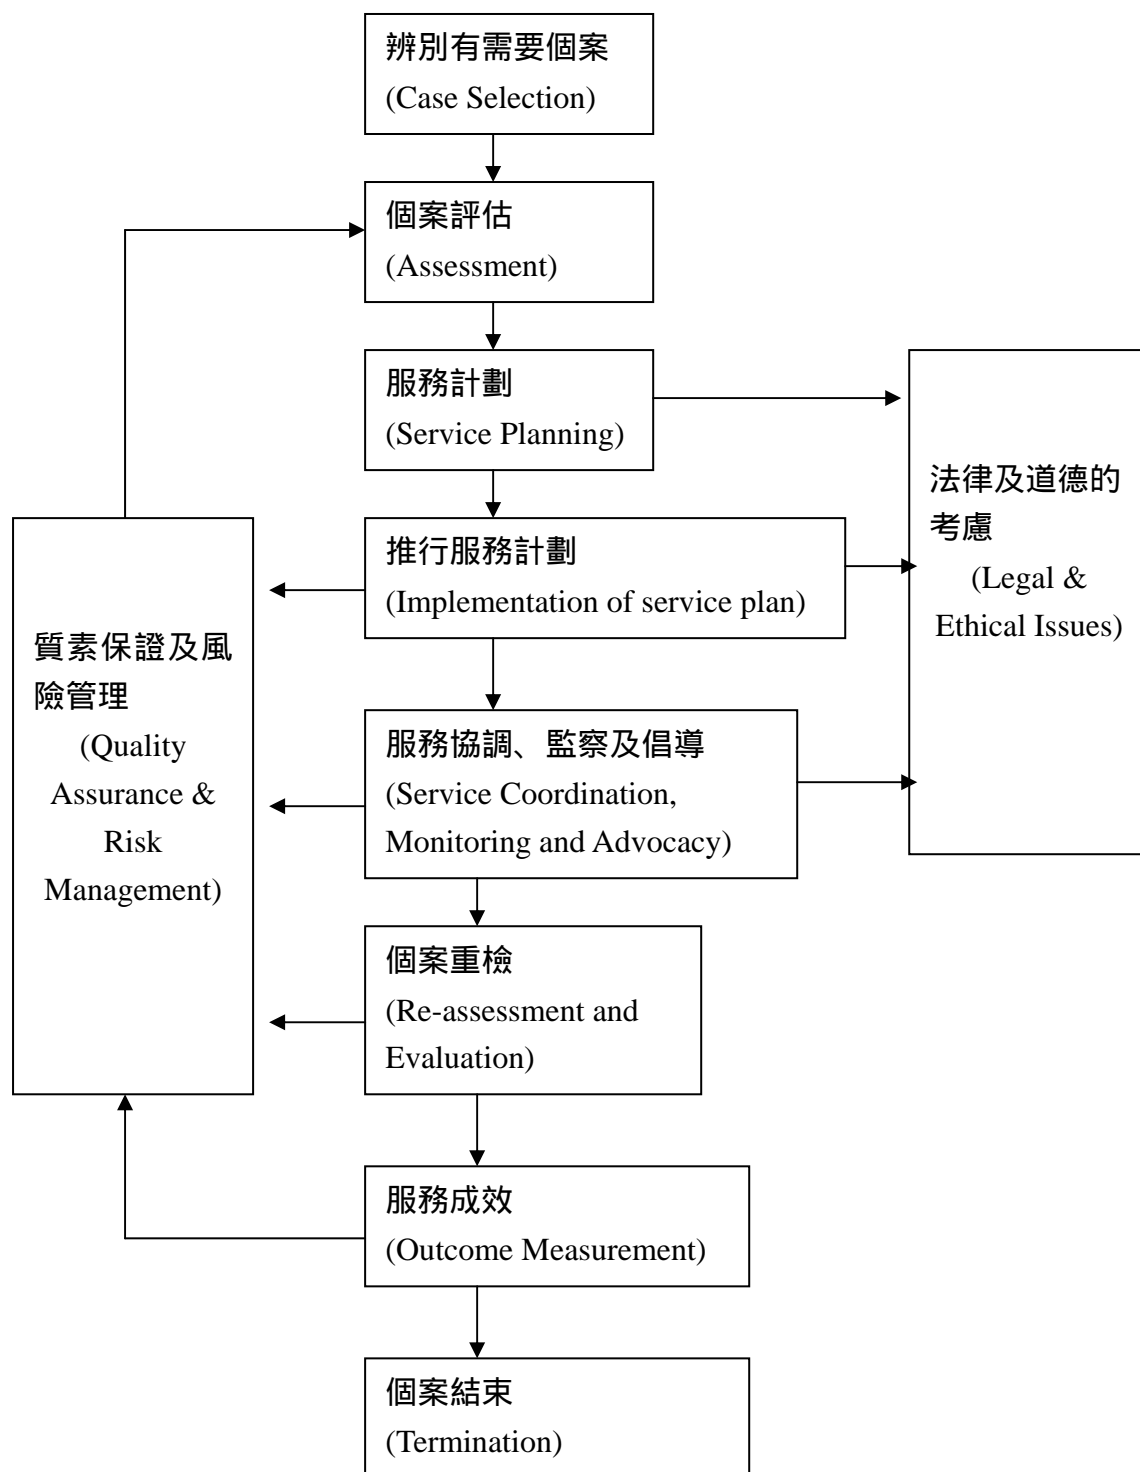 辨別有需要個案
(Case Selection)
個案評估
(Assessment)
服務計劃
(Service Planning)
法律及道德的
考慮
(Legal &
Ethical Issues)
推行服務計劃
(Implementation of service plan)
質素保證及風
險管理
(Quality
Assurance &
Risk
Management)
服務協調、監察及倡導
(Service Coordination,
Monitoring and Advocacy)
個案重檢
(Re-assessment and
Evaluation)
服務成效
(Outcome Measurement)
個案結束
(Termination)